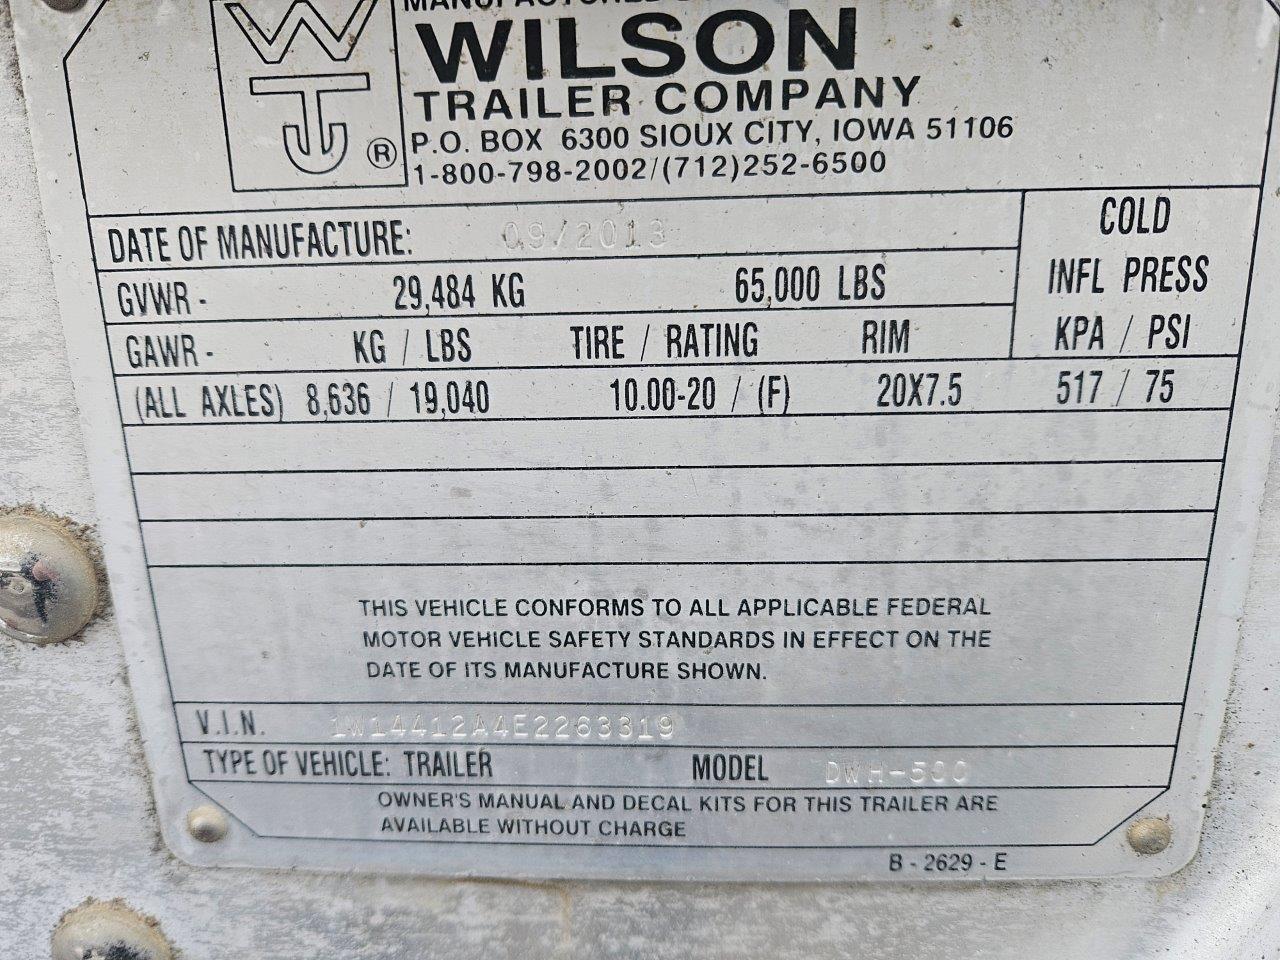 MANUFACTURED
WILSON
TRAILER COMPANY
P.O. BOX 6300 SIOUX CITY, IOWA 51106
1-800-798-2002/(712)252-6500
WTJ ®
DATE OF MANUFACTURE: 09/2013
COLD
INFL PRESS
KPA / PSI
GVWR - 29,484 KG 65,000 LBS
GAWR - KG / LBS TIRE / RATING RIM
(ALL AXLES) 8,636 / 19,040 10.00-20 / (F) 20X7.5 517 / 75
THIS VEHICLE CONFORMS TO ALL APPLICABLE FEDERAL
MOTOR VEHICLE SAFETY STANDARDS IN EFFECT ON THE
DATE OF ITS MANUFACTURE SHOWN.
V.I.N. 1W14412A4E2263319
TYPE OF VEHICLE: TRAILER MODEL DWH-500
OWNER'S MANUAL AND DECAL KITS FOR THIS TRAILER ARE
AVAILABLE WITHOUT CHARGE
B - 2629 - E